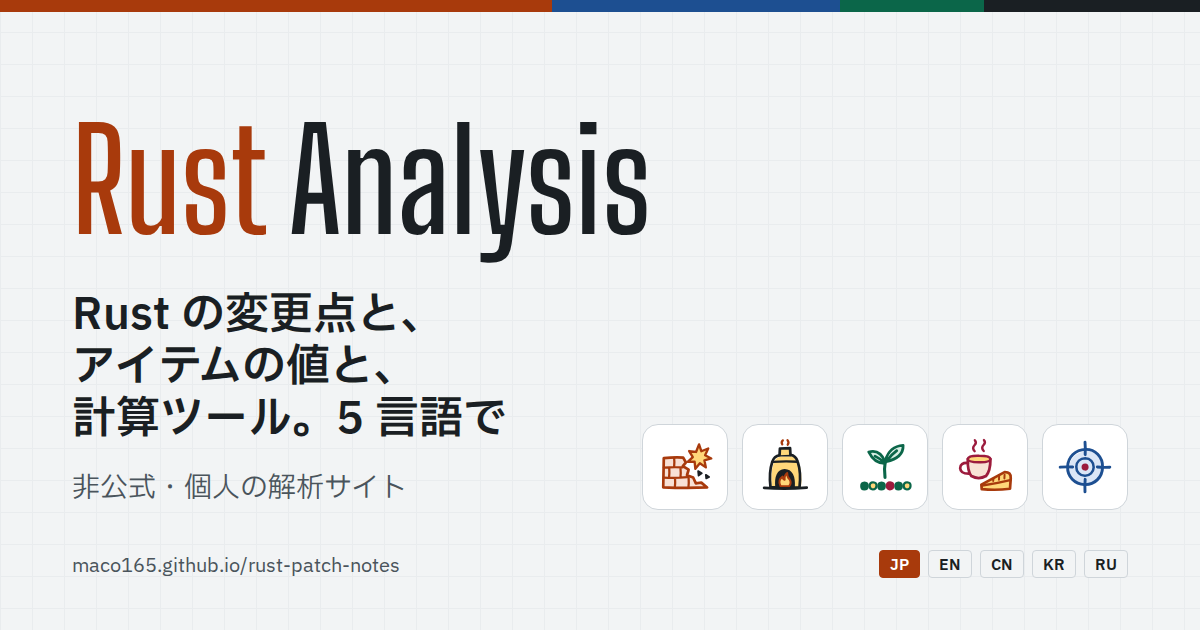 Rust Analysis
Rust の変更点と、
アイテムの値と、
計算ツール。5 言語で
非公式・個人の解析サイト
maco165.github.io/rust-patch-notes
JP EN CN KR RU